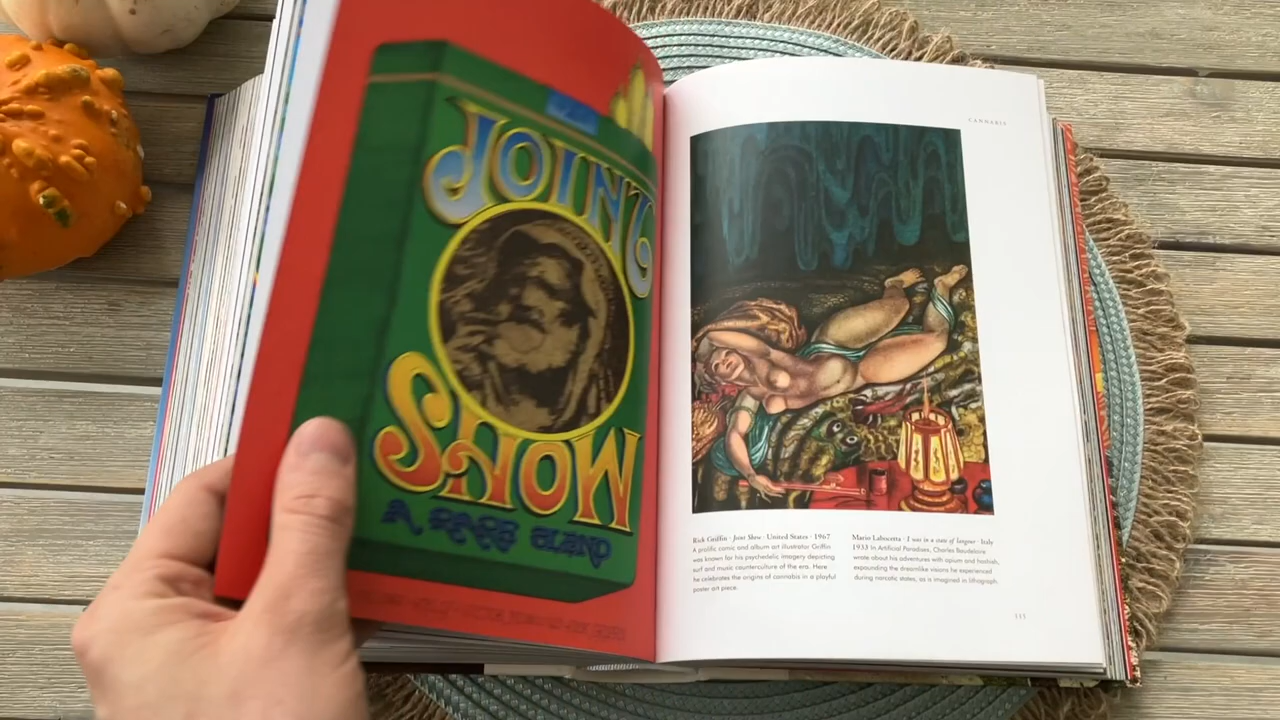 JOINT
SHOW
A RARE BLAND
CANNABIS
Rick Griffin · Joint Show · United States · 1967
A prolific comic and album art illustrator Griffin
was known for his psychedelic imagery depicting
surf and music counterculture of the era. Here
he celebrates the origins of cannabis in a playful
poster art piece.
Mario Laboccetta · I was in a state of languor · Italy
1933 In Artificial Paradises, Charles Baudelaire
wrote about his adventures with opium and hashish,
expounding the dreamlike visions he experienced
during narcotic states, as is imagined in lithograph.